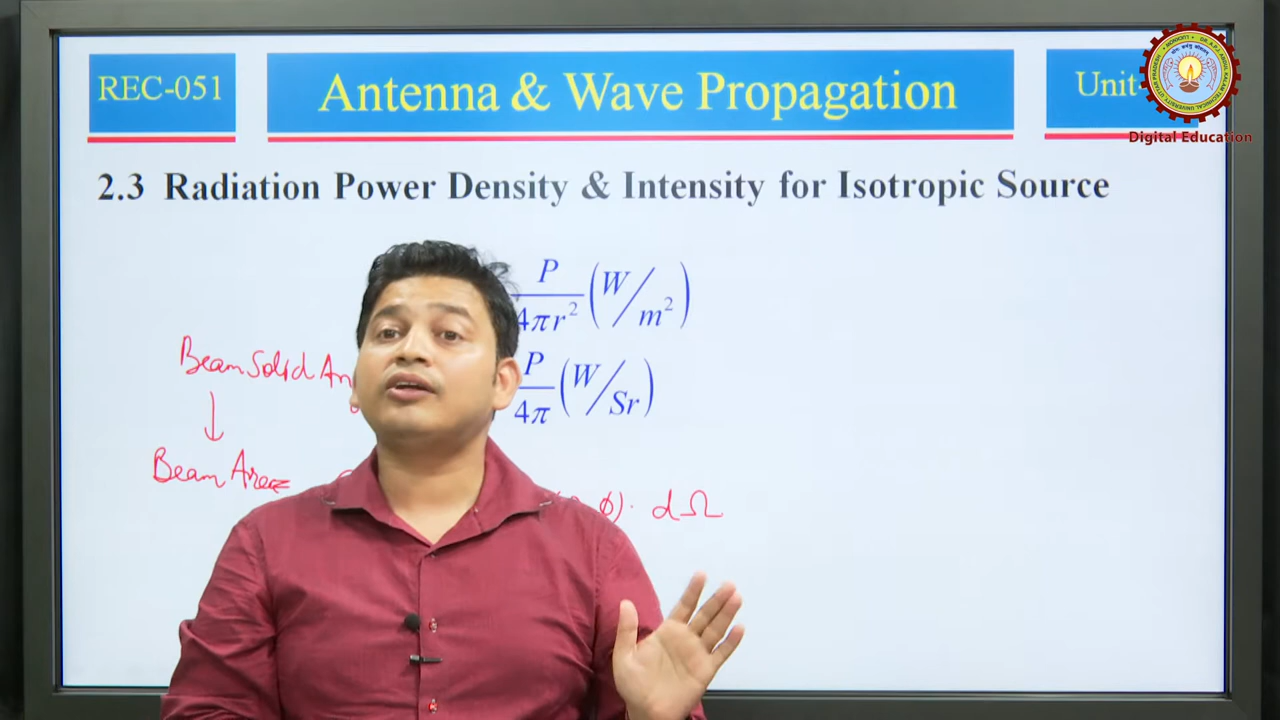 REC-051
Antenna & Wave Propagation
Unit-
Digital Education
2.3 Radiation Power Density & Intensity for Isotropic Source
P/4πr² (W/m²)
P/4π (W/Sr)
Beam Solid An
↓
Beam Area
ϕ). dΩ